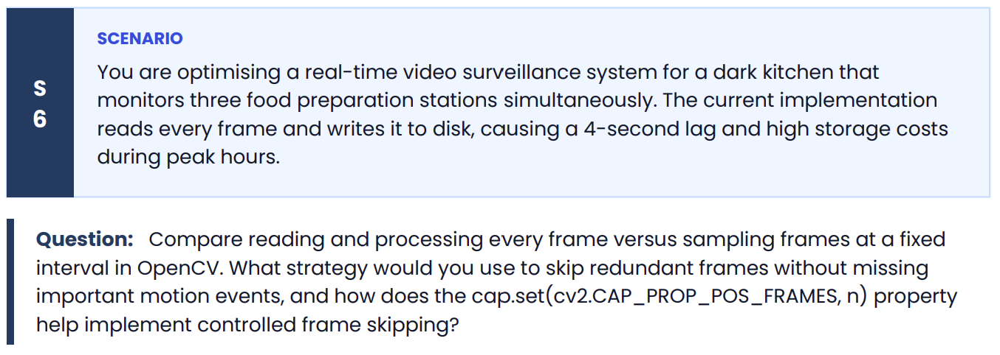 S
6
SCENARIO
You are optimising a real-time video surveillance system for a dark kitchen that
monitors three food preparation stations simultaneously. The current implementation
reads every frame and writes it to disk, causing a 4-second lag and high storage costs
during peak hours.
Question: Compare reading and processing every frame versus sampling frames at a fixed
interval in OpenCV. What strategy would you use to skip redundant frames without missing
important motion events, and how does the cap.set(cv2.CAP_PROP_POS_FRAMES, n) property
help implement controlled frame skipping?